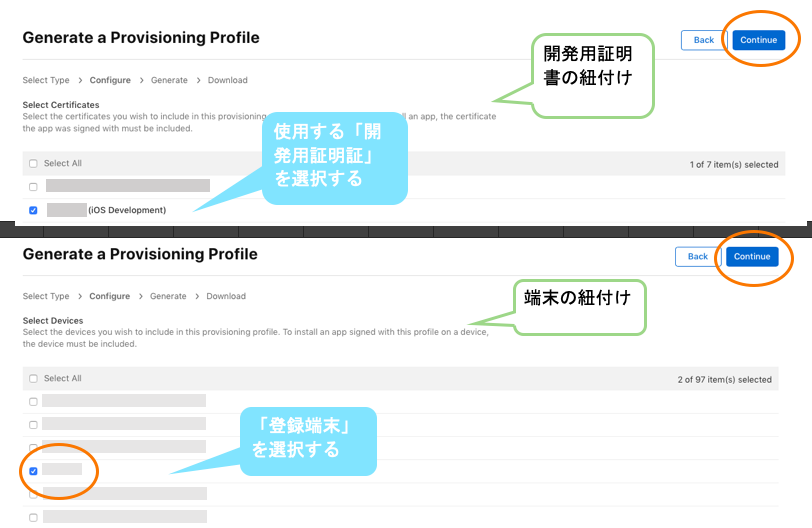 Generate a Provisioning Profile
Back
Continue
開発用証明
書の紐付け
Select Type > Configure > Generate > Download
Select Certificates
Select the certificates you wish to include in this provisioning an app, the certificate
the app was signed with must be included.
使用する「開
発用証明証」
を選択する
Select All
1 of 7 item(s) selected
(iOS Development)
Generate a Provisioning Profile
Back
Continue
端末の紐付け
Select Type > Configure > Generate > Download
Select Devices
Select the devices you wish to include in this provisioning profile. To install an app signed with this profile on a device,
the device must be included.
Select All
2 of 97 item(s) selected
「登録端末」
を選択する